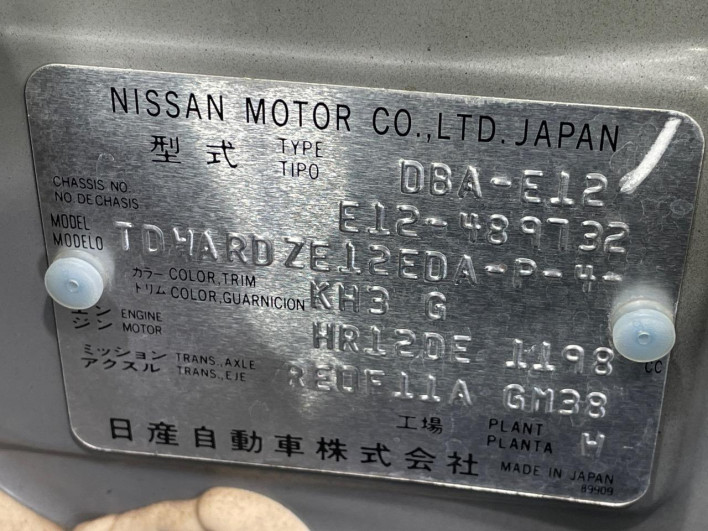 NISSAN MOTOR CO.,LTD. JAPAN
型式 TYPE TIPO DBA-E12
CHASSIS NO. NO. DE CHASIS E12-489732
MODEL MODELO TDYARDZE12EDA-P-4-
カラー トリム COLOR,TRIM COLOR,GUARNICION KH3 G
エン ジン ENGINE MOTOR HR12DE 1198 CC
ミッション アクスル TRANS.,AXLE TRANS.,EJE RE0F11A GM38
工場 PLANT PLANTA W
日産自動車株式会社 MADE IN JAPAN
89909